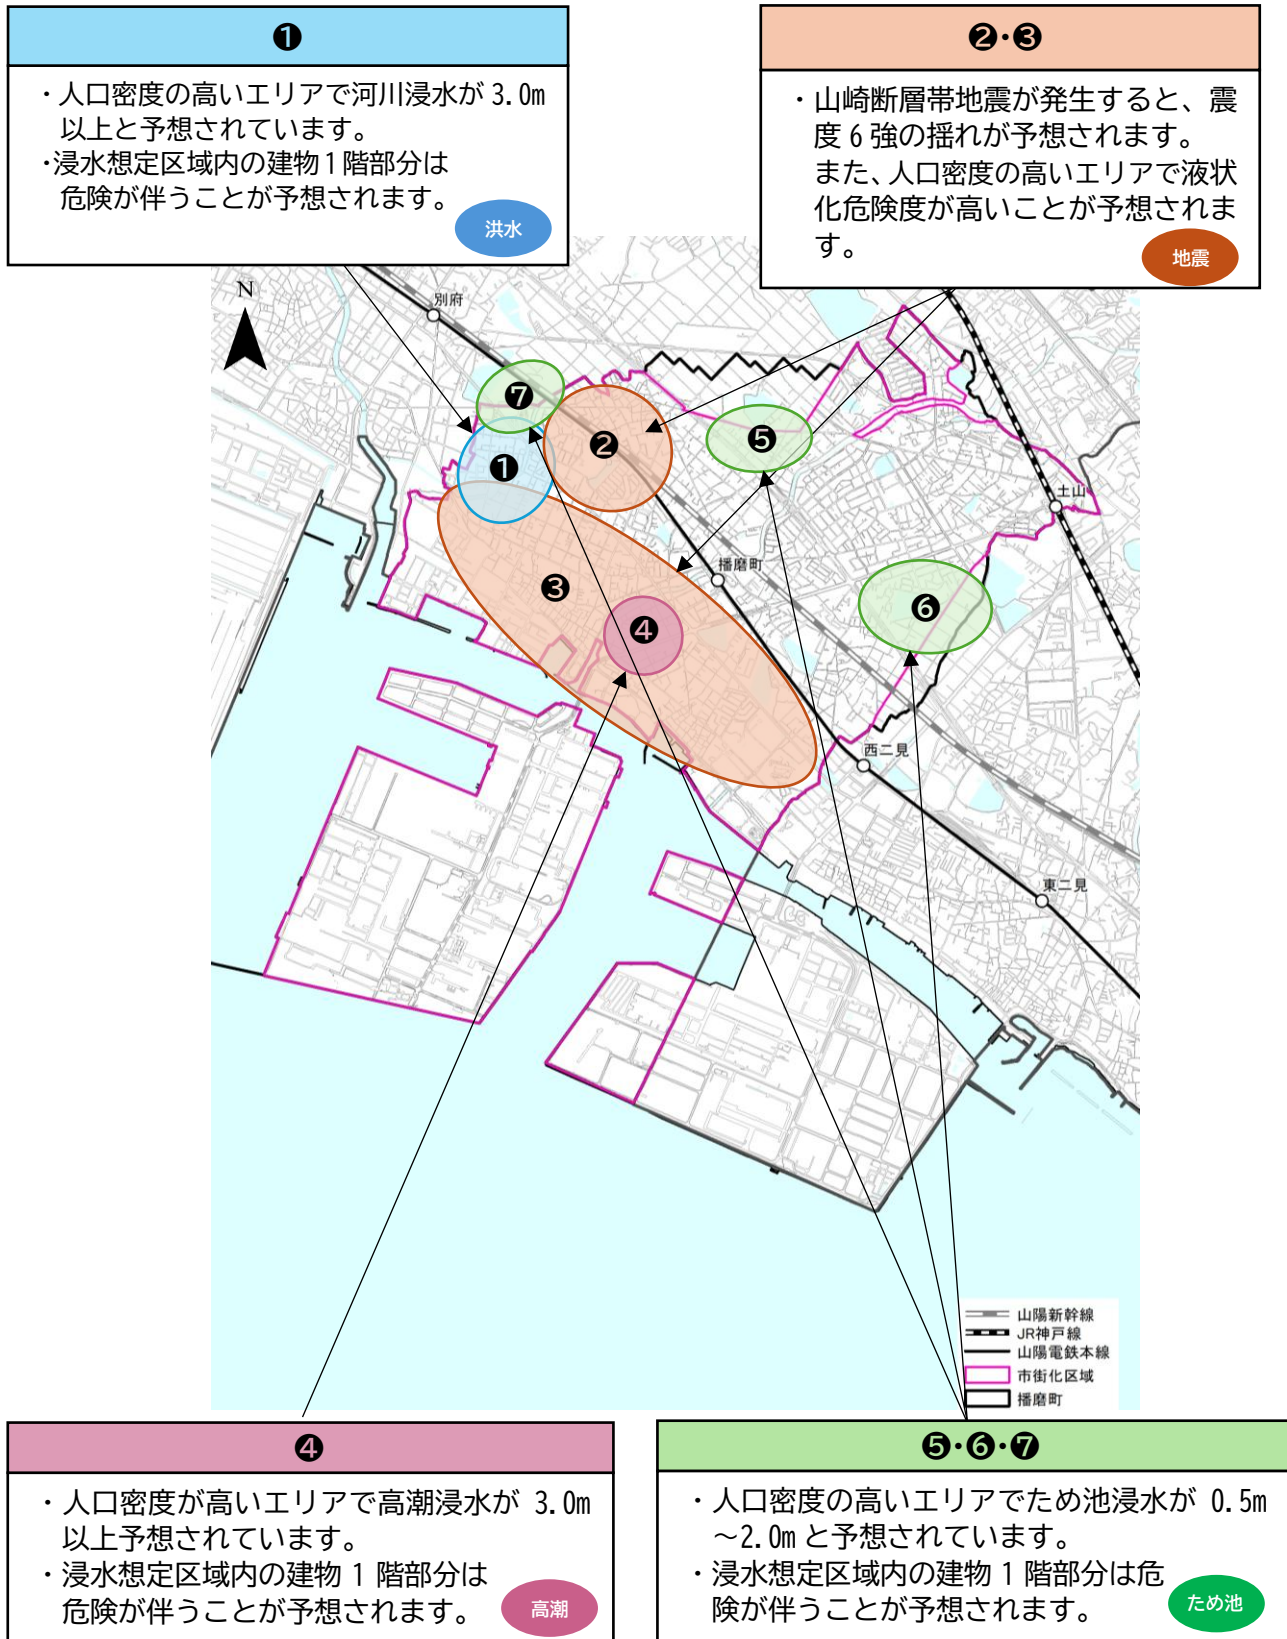 ❶
・人口密度の高いエリアで河川浸水が 3.0m
以上と予想されています。
・浸水想定区域内の建物1階部分は
危険が伴うことが予想されます。
洪水
❷・❸
・山崎断層帯地震が発生すると、震
度 6 強の揺れが予想されます。
また、人口密度の高いエリアで液状
化危険度が高いことが予想されま
す。
地震
N
別府
❼
❶
❷
❺
土山
播磨町
❸
❹
❻
西二見
東二見
山陽新幹線
JR神戸線
山陽電鉄本線
市街化区域
播磨町
❹
・人口密度が高いエリアで高潮浸水が 3.0m
以上予想されています。
・浸水想定区域内の建物 1 階部分は
危険が伴うことが予想されます。
高潮
❺・❻・❼
・人口密度の高いエリアでため池浸水が 0.5m
～2.0m と予想されています。
・浸水想定区域内の建物 1 階部分は危
険が伴うことが予想されます。
ため池